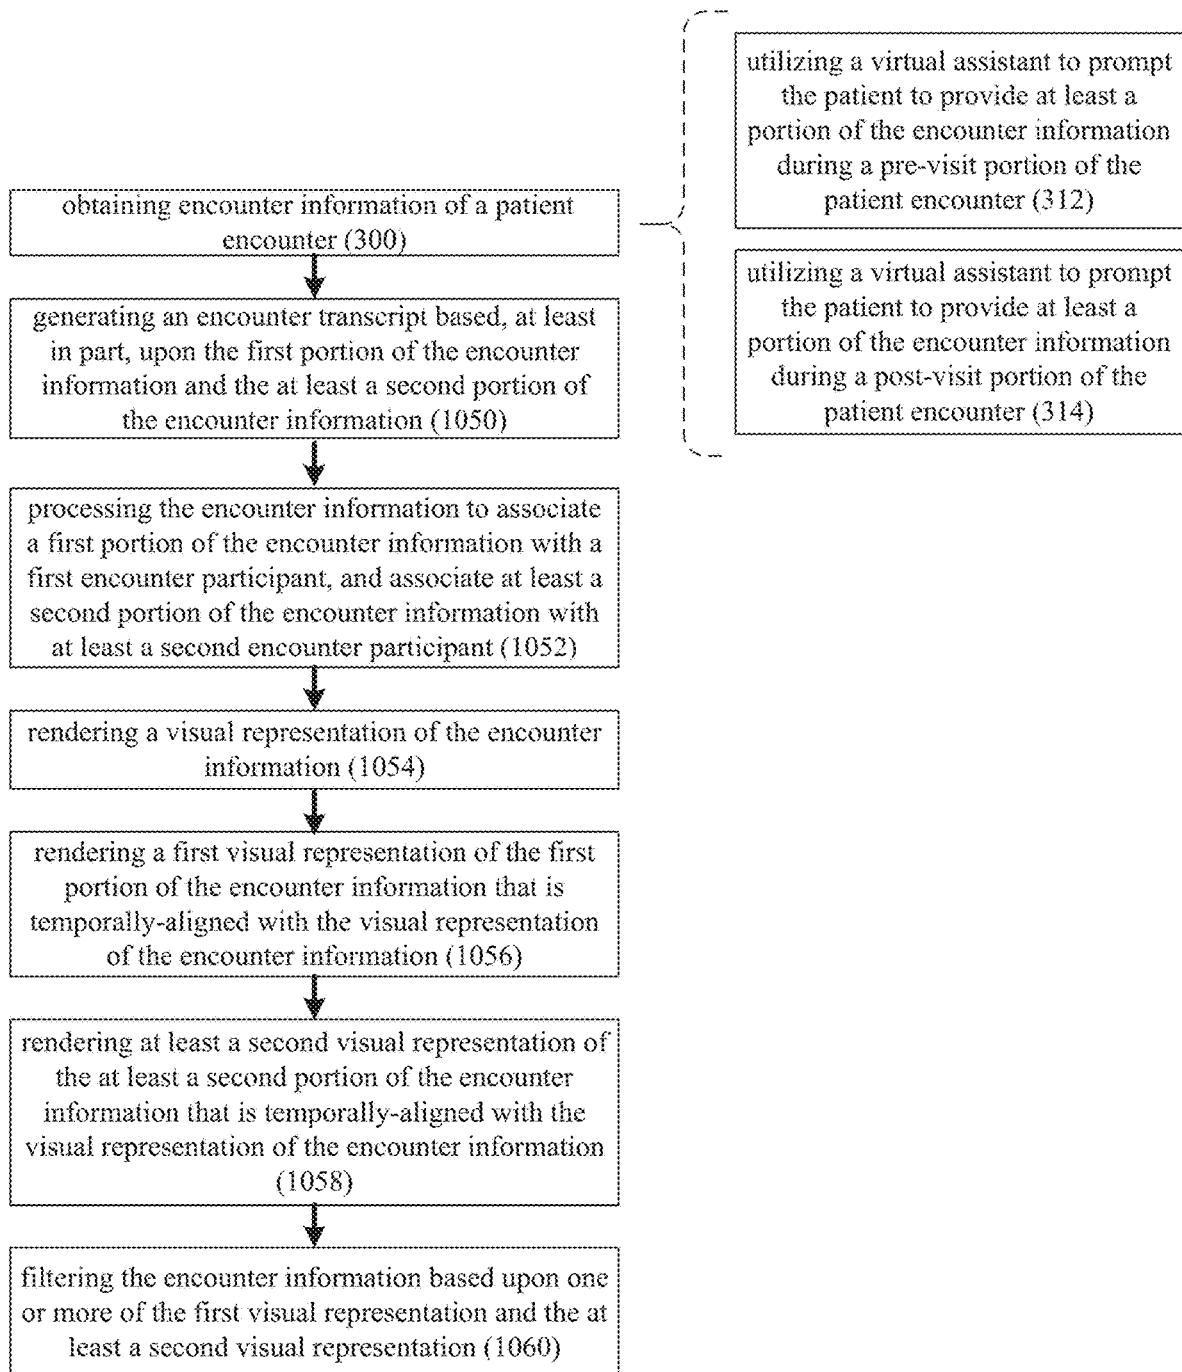 obtaining encounter information of a patient
encounter (300)
generating an encounter transcript based, at least
in part, upon the first portion of the encounter
information and the at least a second portion of
the encounter information (1050)
processing the encounter information to associate
a first portion of the encounter information with a
first encounter participant, and associate at least a
second portion of the encounter information with
at least a second encounter participant (1052)
rendering a visual representation of the encounter
information (1054)
rendering a first visual representation of the first
portion of the encounter information that is
temporally-aligned with the visual representation
of the encounter information (1056)
rendering at least a second visual representation of
the at least a second portion of the encounter
information that is temporally-aligned with the
visual representation of the encounter information
(1058)
filtering the encounter information based upon one
or more of the first visual representation and the at
least a second visual representation (1060)
utilizing a virtual assistant to prompt
the patient to provide at least a
portion of the encounter information
during a pre-visit portion of the
patient encounter (312)
utilizing a virtual assistant to prompt
the patient to provide at least a
portion of the encounter information
during a post-visit portion of the
patient encounter (314)